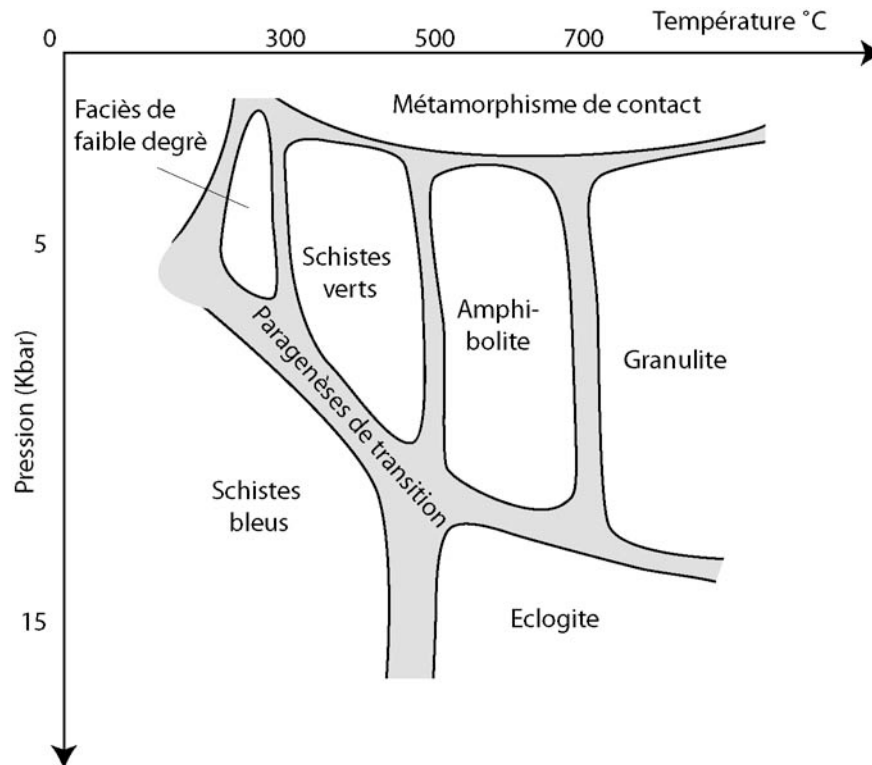 Température ˚C
0
300
500
700
Métamorphisme de contact
Faciès de
faible degrè
5
Schistes
verts
Amphi-
bolite
Granulite
Paragenèses de transition
Pression (Kbar)
Schistes
bleus
15
Eclogite